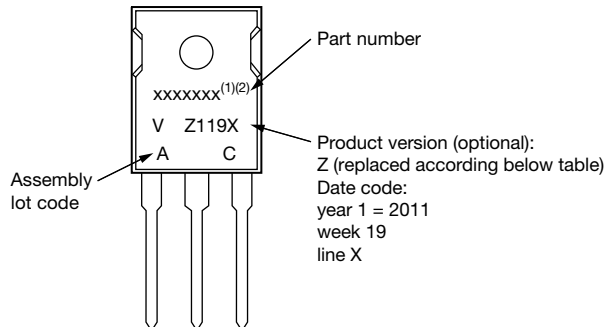 Part number
xxxxxxx(1)(2)
V Z119X
A C
Assembly
lot code
Product version (optional):
Z (replaced according below table)
Date code:
year 1 = 2011
week 19
line X